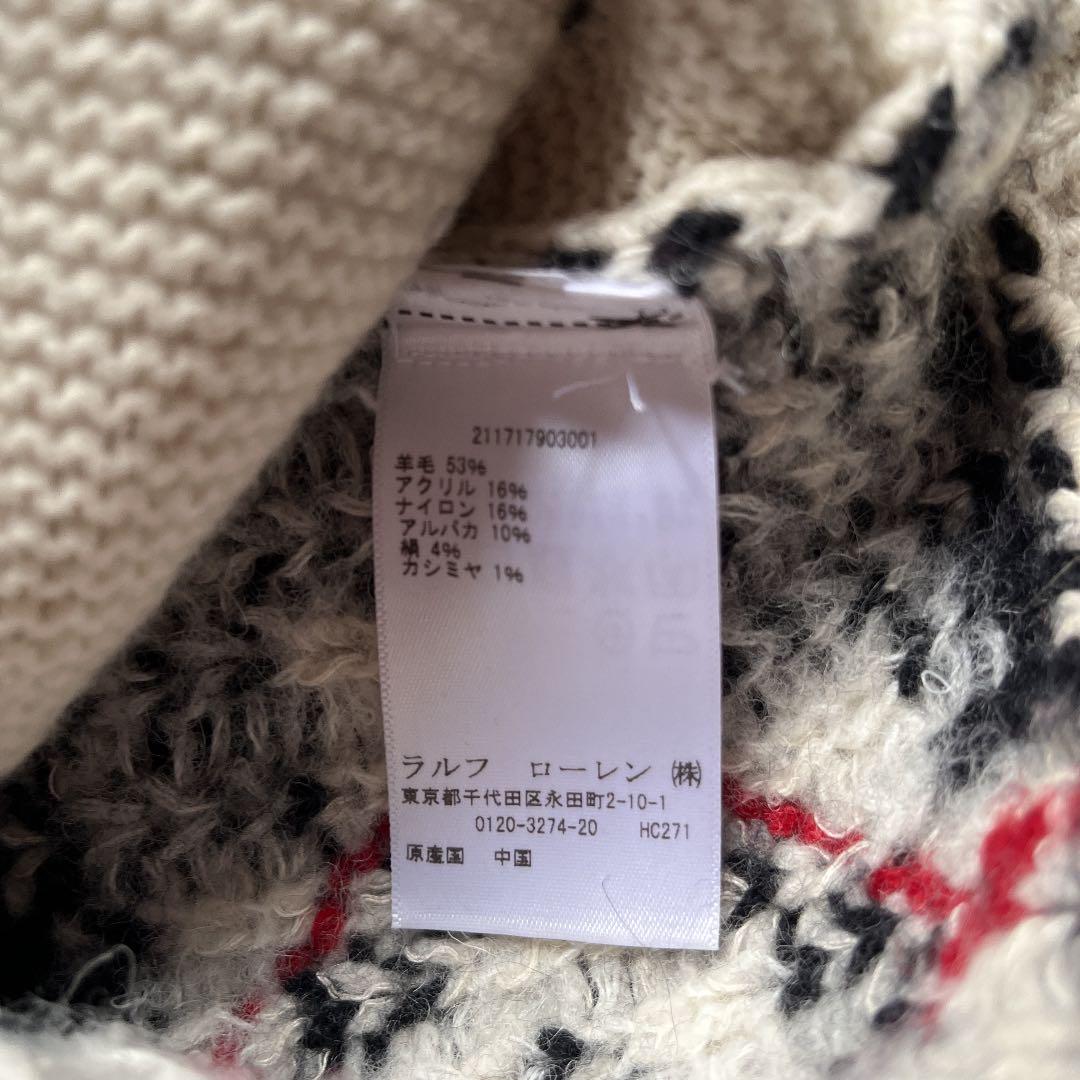 211717903001
羊毛 53%
アクリル 16%
ナイロン 16%
アルパカ 10%
絹 4%
カシミヤ 1%
ラルフ ローレン ㈱
東京都千代田区永田町2-10-1
0120-3274-20 HC271
原産国 中国